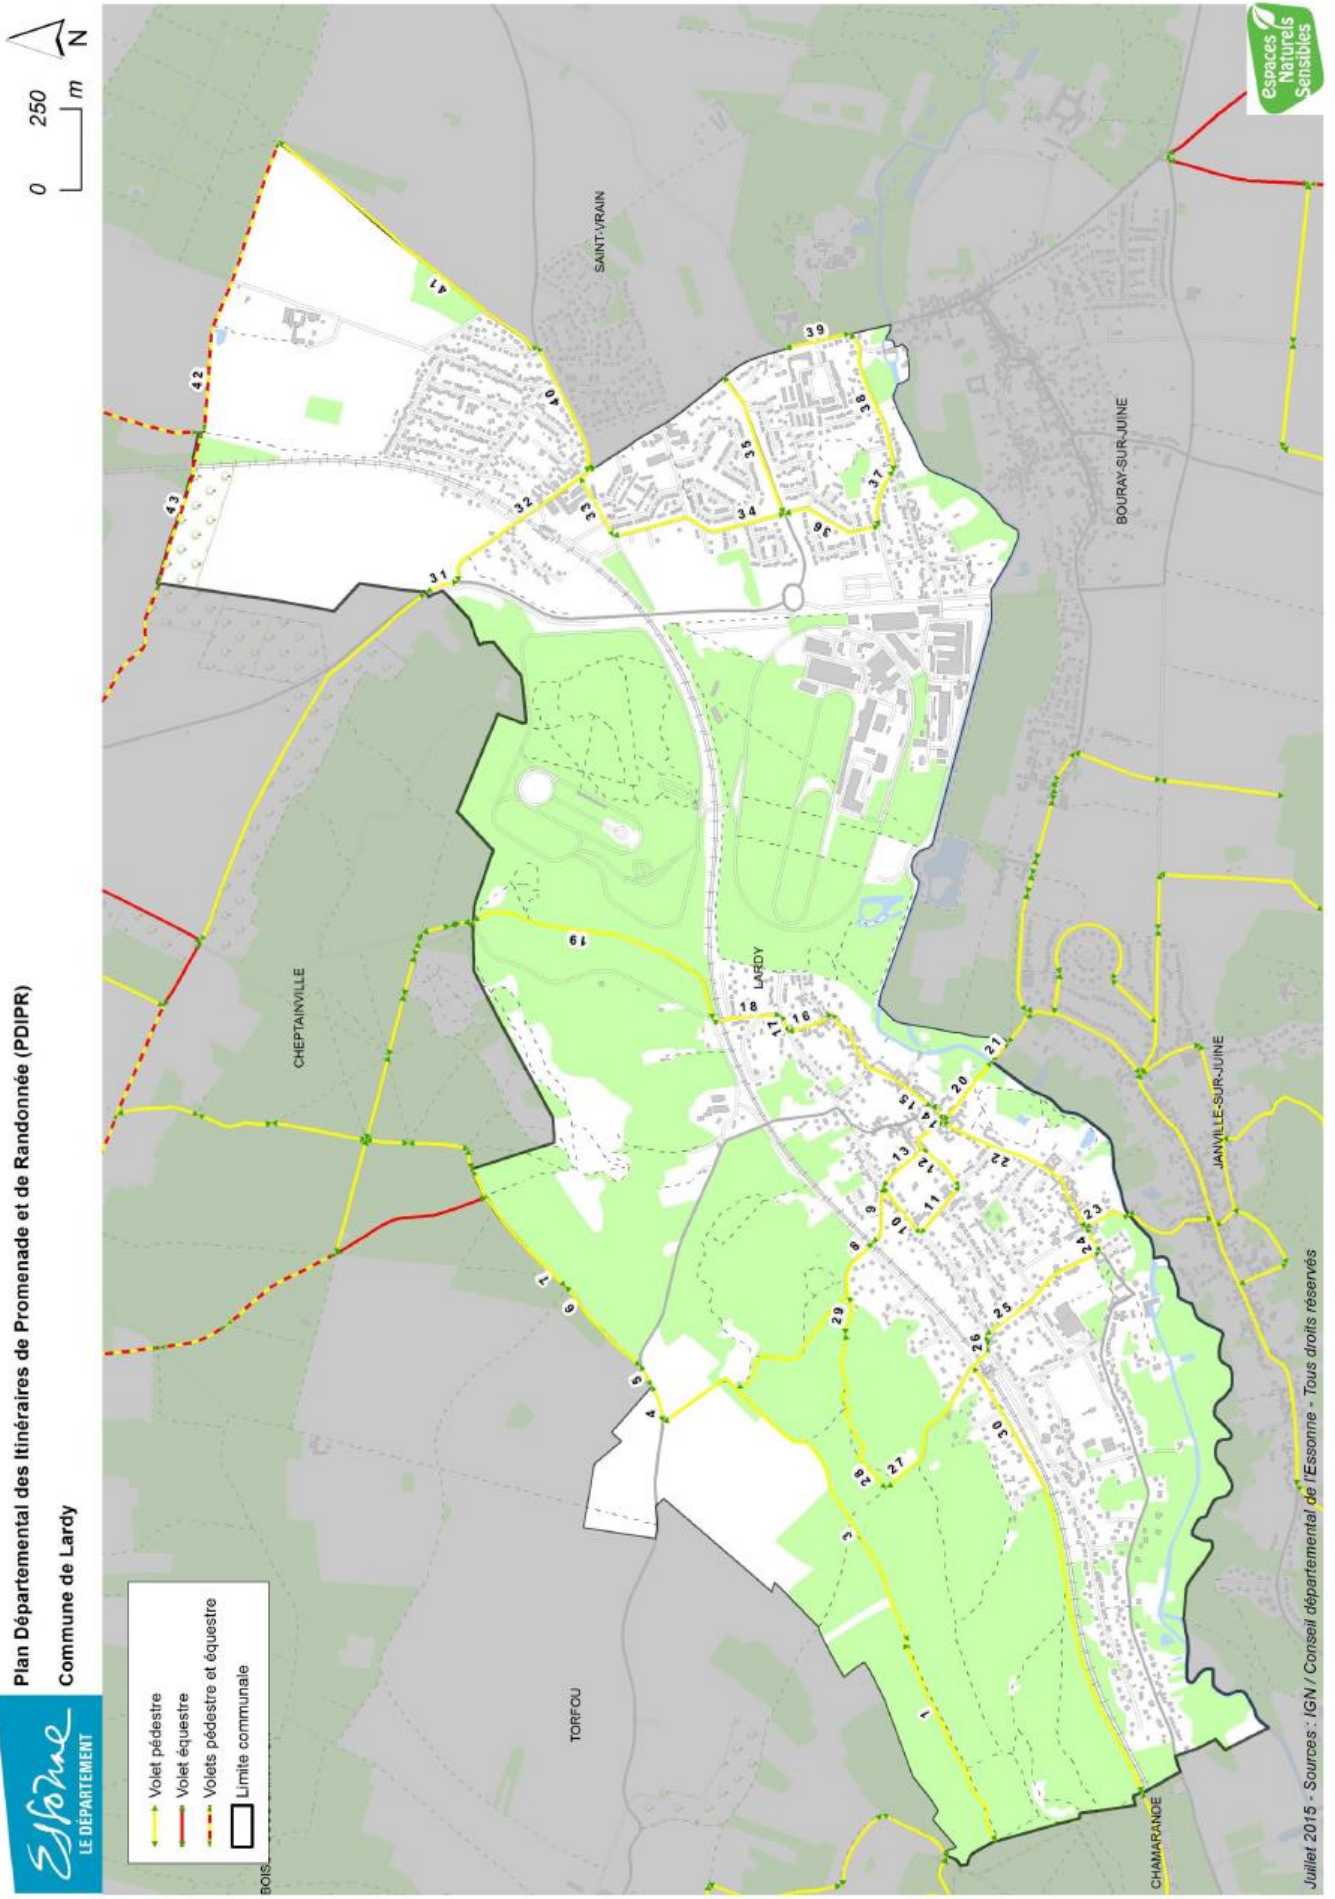 Plan Départemental des Itinéraires de Promenade et de Randonnée (PDIPR)
Commune de Lardy
Essonne
LE DÉPARTEMENT
0 250
m
N
Volet pédestre
Volet équestre
Volets pédestre et équestre
Limite communale
BOIS
CHEPTAINVILLE
SAINT-VRAIN
TORFOU
LARDY
BOURAY-SUR-JUINE
JANVILLE-SUR-JUINE
CHAMARANDE
1
3
4
5
6
7
8
9
10
11
12
13
14
15
16
17
18
19
20
21
22
23
24
25
26
27
28
29
30
31
32
33
34
35
36
37
38
39
40
41
42
43
espaces
Naturels
Sensibles
Juillet 2015 - Sources : IGN / Conseil départemental de l'Essonne - Tous droits réservés